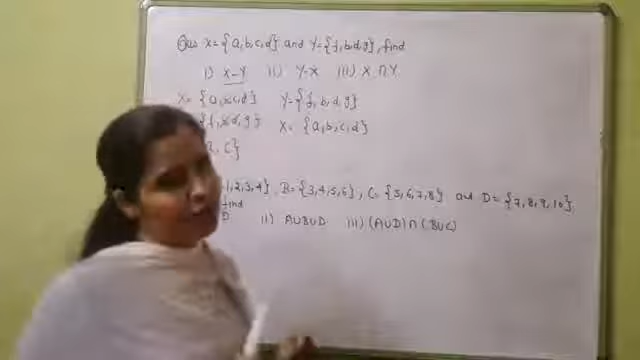 Ques X = {a, b, c, d} and Y = {f, b, d, g}, find
i) X – Y ii) Y – X iii) X ∩ Y
X = {a, b, c, d} Y = {f, b, d, g}
{f, b, d, g} X = {a, b, c, d}
, c}
1, 2, 3, 4}, B = {3, 4, 5, 6}, C = {5, 6, 7, 8} and D = {7, 8, 9, 10},
find
D ii) A∪B∪D iii) (A∪D) ∩ (B∪C)